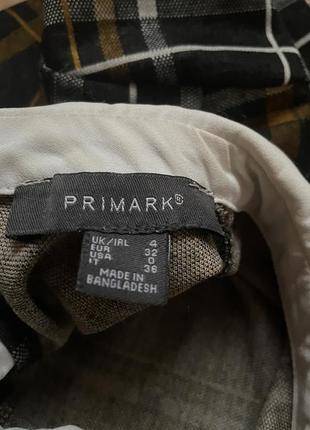 PRIMARK®
UK/IRL 4
EUR 32
USA 0
IT 36
MADE IN
BANGLADESH